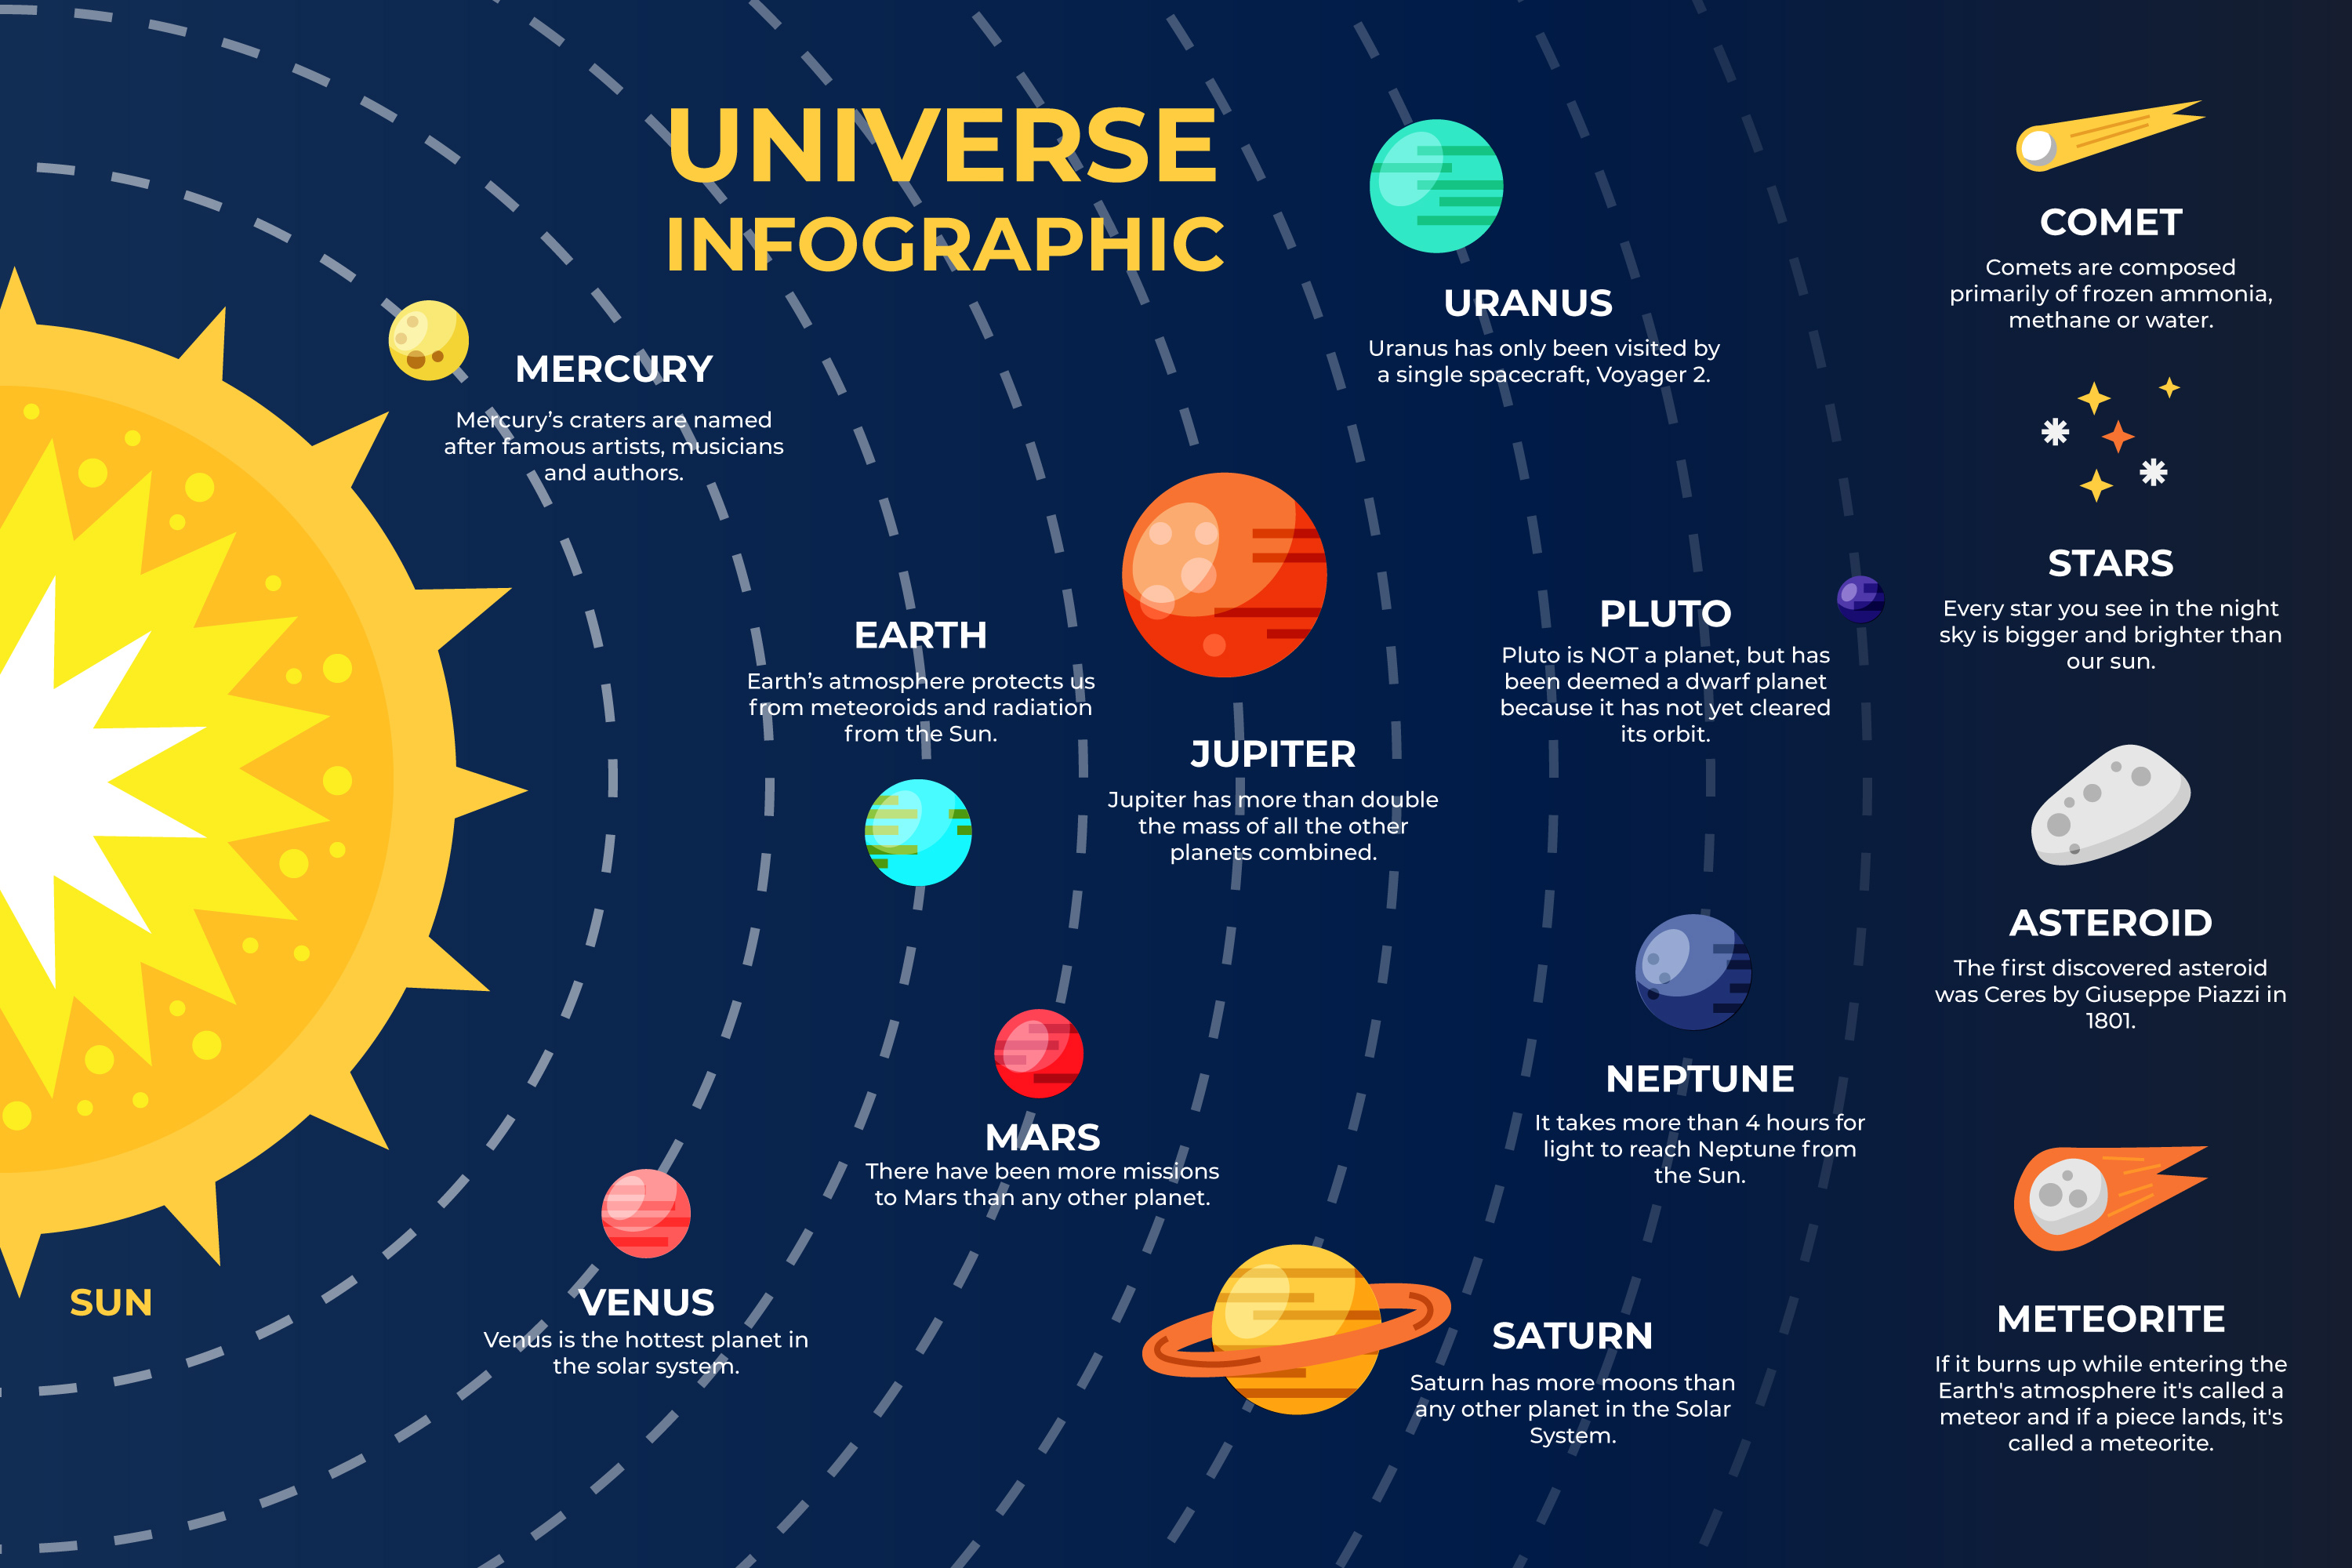 UNIVERSE
INFOGRAPHIC
MERCURY
Mercury’s craters are named
after famous artists, musicians
and authors.
URANUS
Uranus has only been visited by
a single spacecraft, Voyager 2.
EARTH
Earth’s atmosphere protects us
from meteoroids and radiation
from the Sun.
JUPITER
Jupiter has more than double
the mass of all the other
planets combined.
PLUTO
Pluto is NOT a planet, but has
been deemed a dwarf planet
because it has not yet cleared
its orbit.
MARS
There have been more missions
to Mars than any other planet.
NEPTUNE
It takes more than 4 hours for
light to reach Neptune from
the Sun.
SUN
VENUS
Venus is the hottest planet in
the solar system.
SATURN
Saturn has more moons than
any other planet in the Solar
System.
COMET
Comets are composed
primarily of frozen ammonia,
methane or water.
STARS
Every star you see in the night
sky is bigger and brighter than
our sun.
ASTEROID
The first discovered asteroid
was Ceres by Giuseppe Piazzi in
1801.
METEORITE
If it burns up while entering the
Earth's atmosphere it's called a
meteor and if a piece lands, it's
called a meteorite.